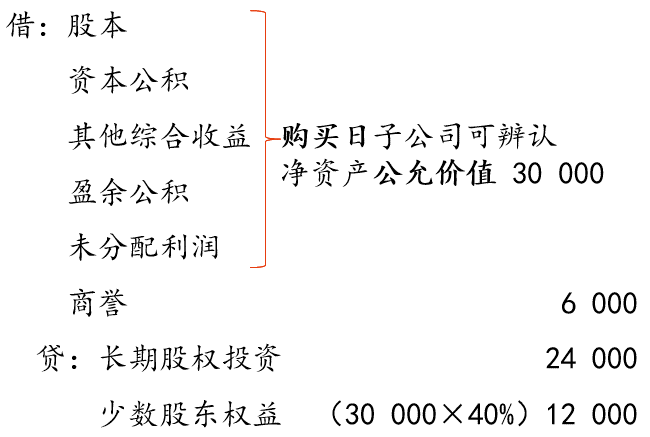 借：股本
资本公积
其他综合收益
盈余公积
未分配利润
购买日子公司可辨认
净资产公允价值 30 000
商誉 6 000
贷：长期股权投资 24 000
少数股东权益 （30 000×40%）12 000